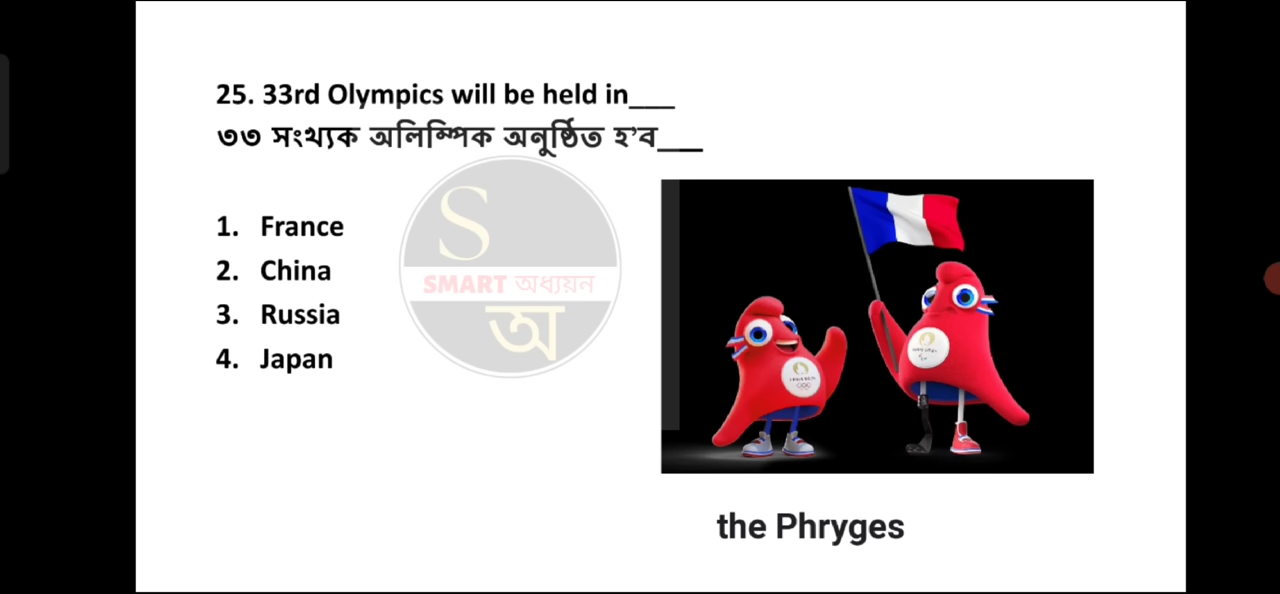 25. 33rd Olympics will be held in___
৩৩ সংখ্যক অলিম্পিক অনুষ্ঠিত হ’ব___
1. France
2. China
3. Russia
4. Japan
S
SMART অধ্যয়ন
অ
the Phryges